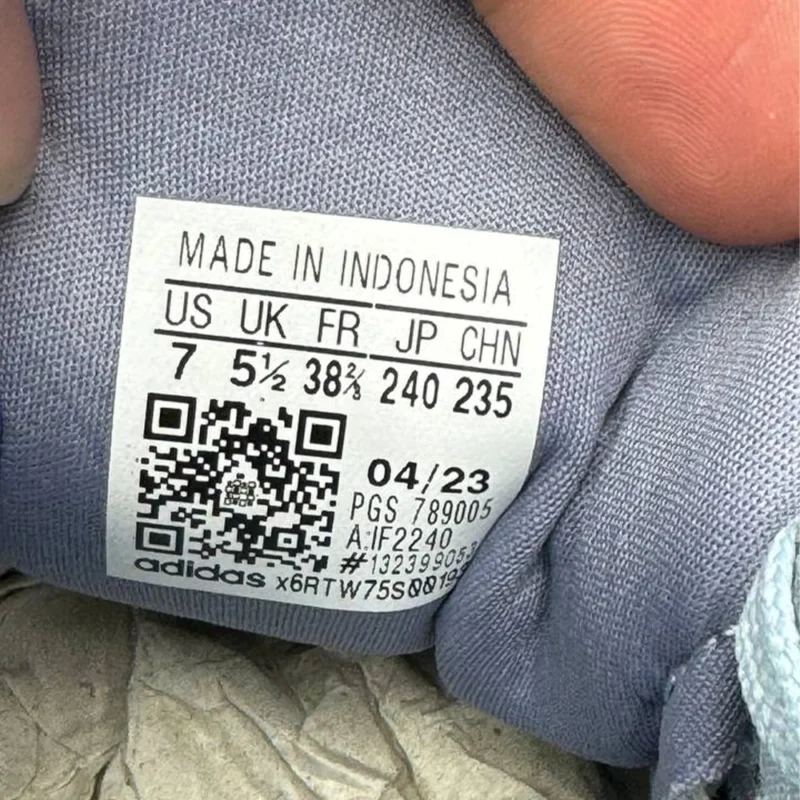 MADE IN INDONESIA
US UK FR JP CHN
7 5½ 38⅔ 240 235
04/23
PGS 789005
A:IF2240
adidas